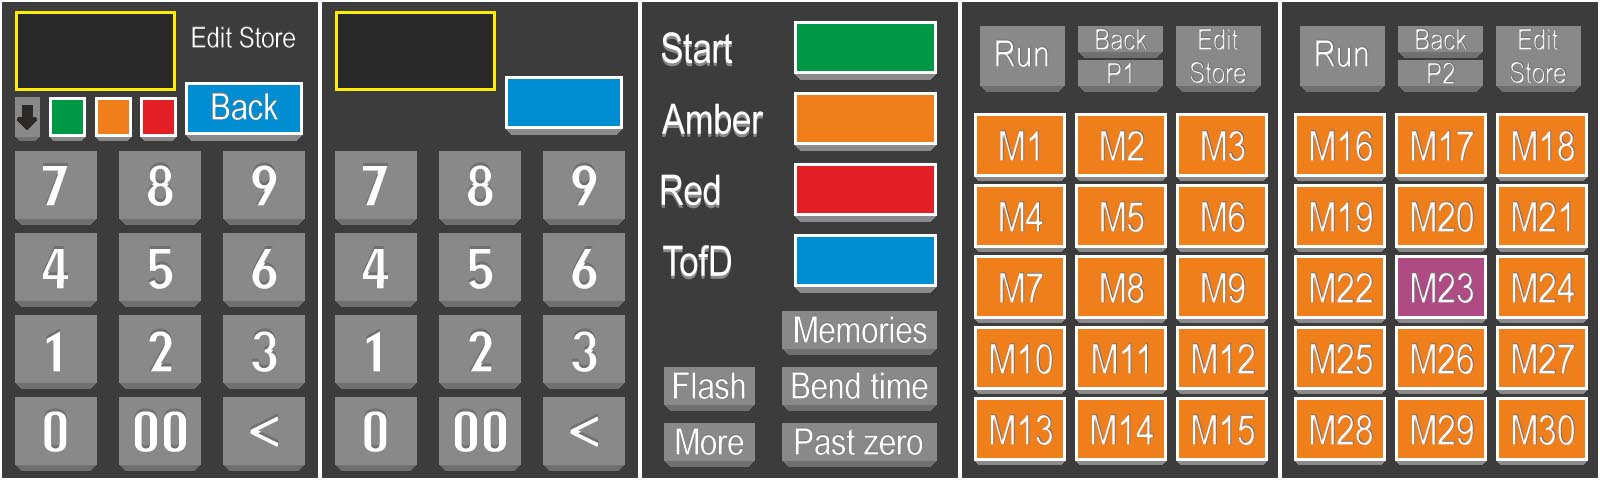 Edit Store
Back
7 8 9
4 5 6
1 2 3
0 00 <
7 8 9
4 5 6
1 2 3
0 00 <
Start
Amber
Red
TofD
Memories
Flash Bend time
More Past zero
Run Back Edit
P1 Store
M1 M2 M3
M4 M5 M6
M7 M8 M9
M10 M11 M12
M13 M14 M15
Run Back Edit
P2 Store
M16 M17 M18
M19 M20 M21
M22 M23 M24
M25 M26 M27
M28 M29 M30